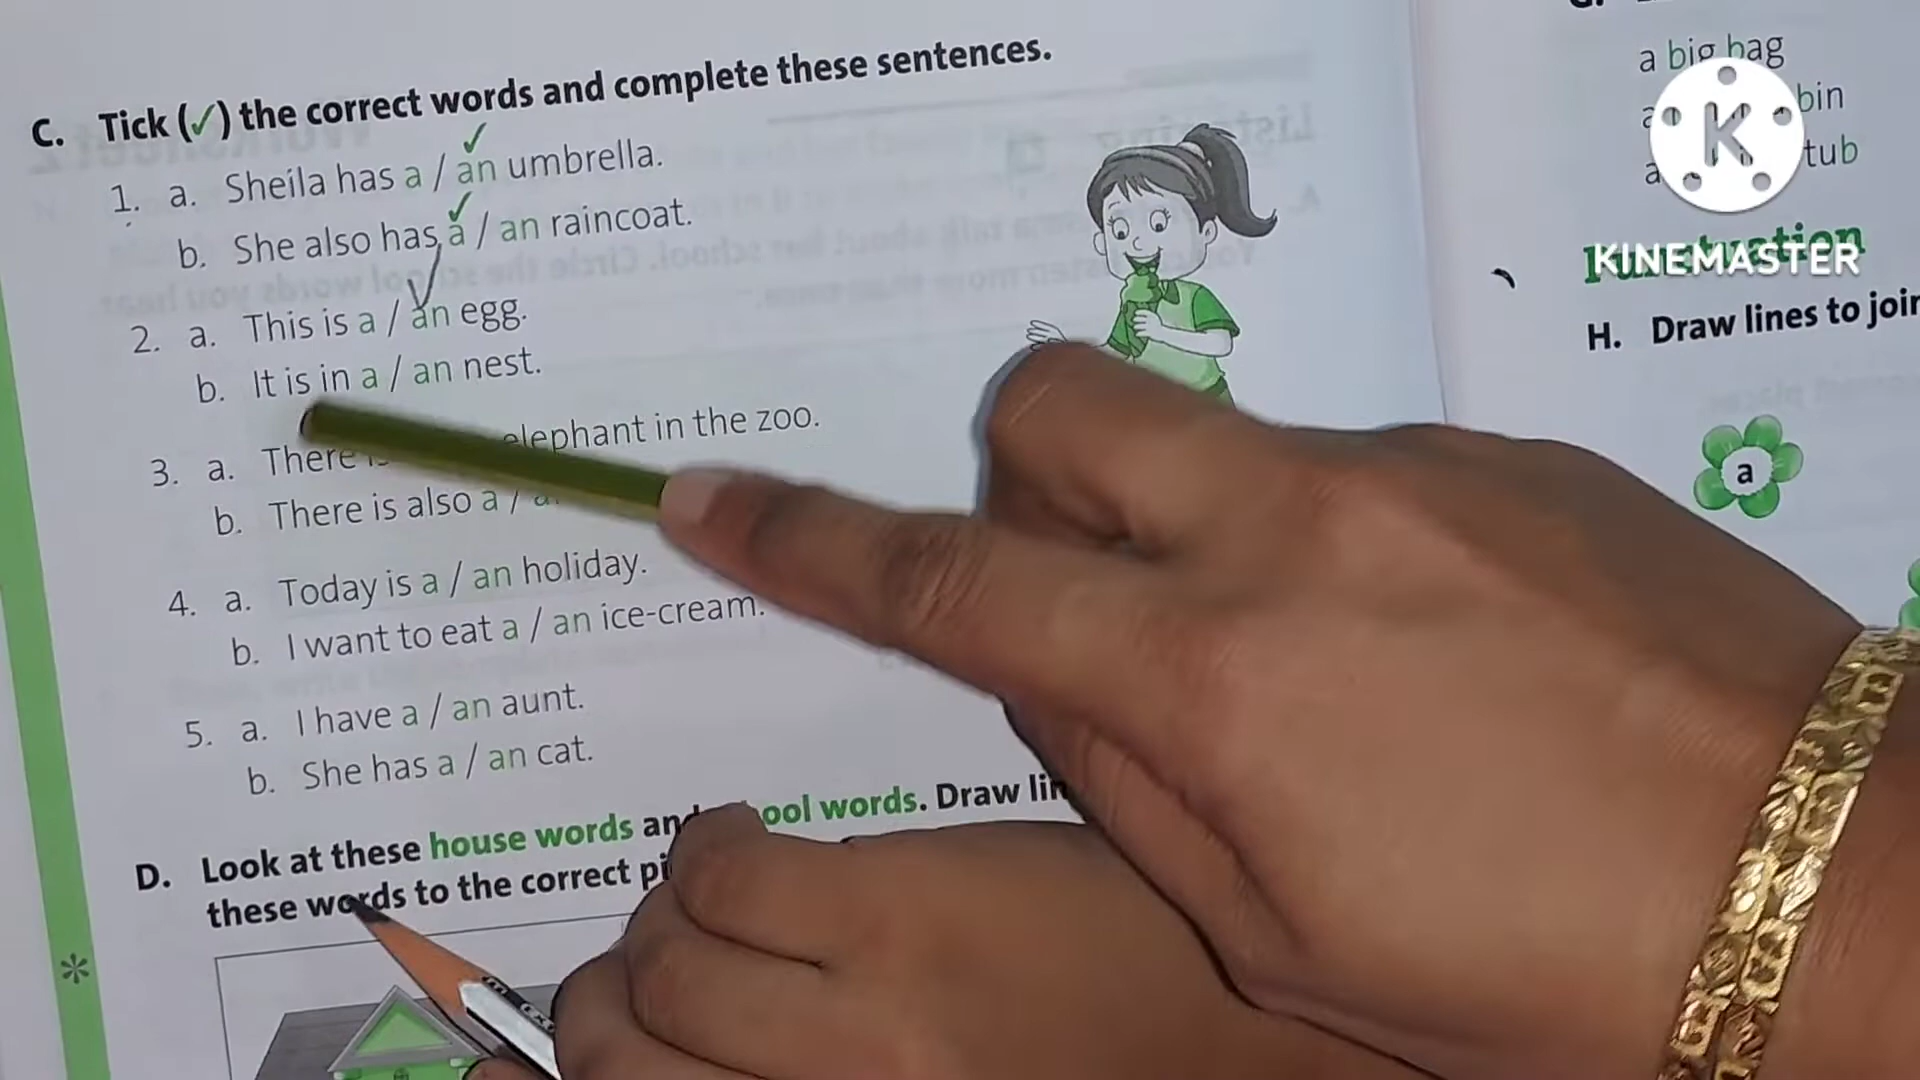 C. Tick (✓) the correct words and complete these sentences.
1. a. Sheila has a / an umbrella.
b. She also has a / an raincoat.
2. a. This is a / an egg.
b. It is in a / an nest.
3. a. There is elephant in the zoo.
b. There is also a /
4. a. Today is a / an holiday.
b. I want to eat a / an ice-cream.
5. a. I have a / an aunt.
b. She has a / an cat.
D. Look at these house words and ool words. Draw
these words to the correct
*
a big bag
bin
tub
K
KINEMASTER
Punctuation
H. Draw lines to join
a